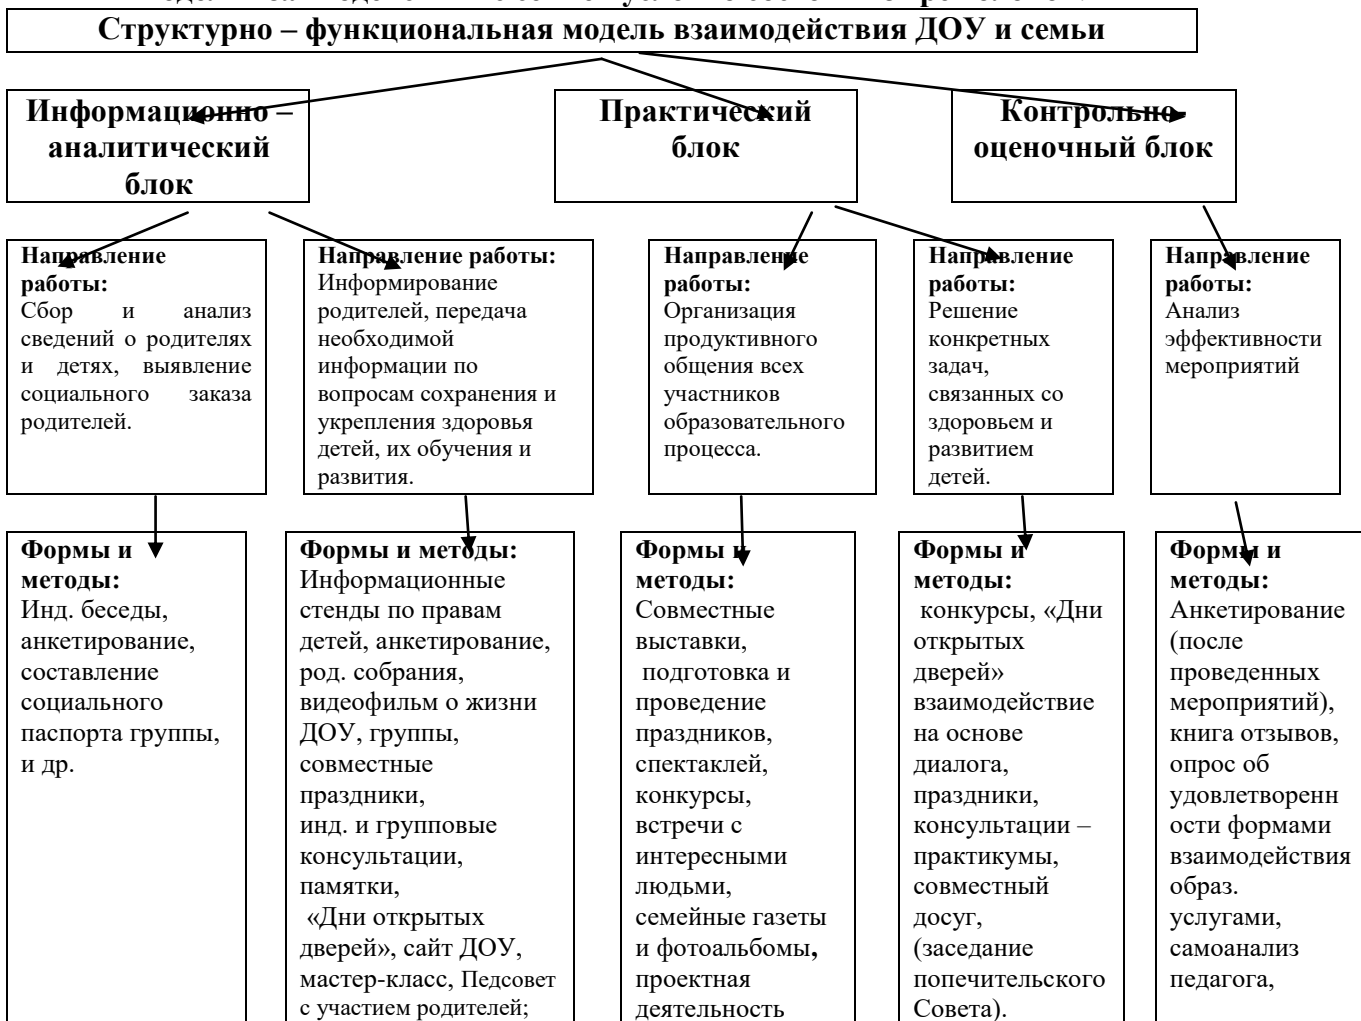 Структурно – функциональная модель взаимодействия ДОУ и семьи
Информационно –
аналитический
блок
Практический
блок
Контрольно-
оценочный блок
Направление
работы:
Сбор и анализ
сведений о родителях
и детях, выявление
социального заказа
родителей.
Направление работы:
Информирование
родителей, передача
необходимой
информации по
вопросам сохранения и
укрепления здоровья
детей, их обучения и
развития.
Направление
работы:
Организация
продуктивного
общения всех
участников
образовательного
процесса.
Направление
работы:
Решение
конкретных
задач,
связанных со
здоровьем и
развитием
детей.
Направление
работы:
Анализ
эффективности
мероприятий
Формы и
методы:
Инд. беседы,
анкетирование,
составление
социального
паспорта группы,
и др.
Формы и методы:
Информационные
стенды по правам
детей, анкетирование,
род. собрания,
видеофильм о жизни
ДОУ, группы,
совместные
праздники,
инд. и групповые
консультации,
памятки,
«Дни открытых
дверей», сайт ДОУ,
мастер-класс, Педсовет
с участием родителей;
Формы и
методы:
Совместные
выставки,
подготовка и
проведение
праздников,
спектаклей,
конкурсы,
встречи с
интересными
людьми,
семейные газеты
и фотоальбомы,
проектная
деятельность
Формы и
методы:
конкурсы, «Дни
открытых
дверей»
взаимодействие
на основе
диалога,
праздники,
консультации –
практикумы,
совместный
досуг,
(заседание
попечительского
Совета).
Формы и
методы:
Анкетирование
(после
проведенных
мероприятий),
книга отзывов,
опрос об
удовлетворенн
ости формами
взаимодействия
образ.
услугами,
самоанализ
педагога,